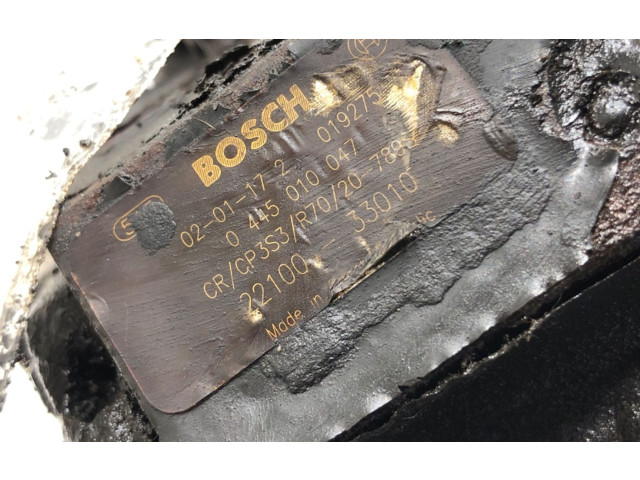 BOSCH
02-01-17-2 019275
0 445 010 047
CR/CP3S3/R70/20-789
22100-33010
Made in